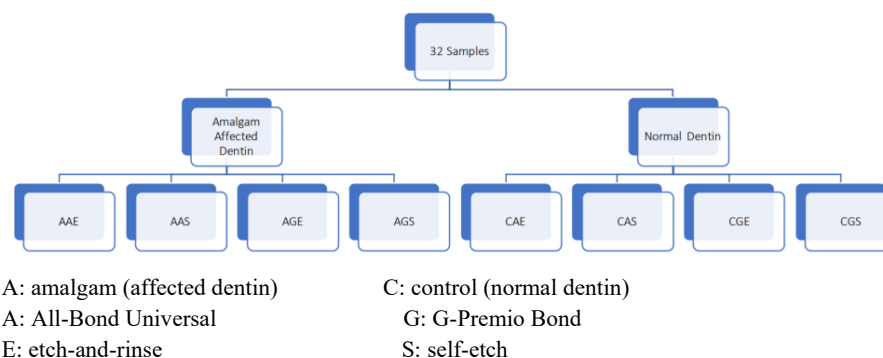 32 Samples
Amalgam
Affected
Dentin
Normal Dentin
AAE
AAS
AGE
AGS
CAE
CAS
CGE
CGS
A: amalgam (affected dentin)
C: control (normal dentin)
A: All-Bond Universal
G: G-Premio Bond
E: etch-and-rinse
S: self-etch